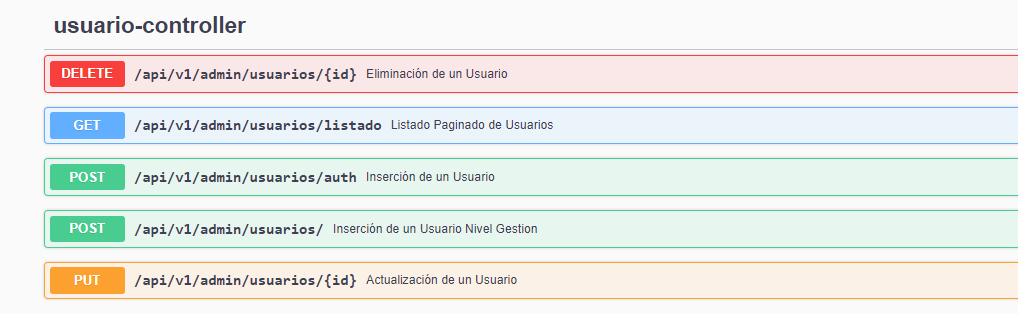 usuario-controller
DELETE /api/v1/admin/usuarios/{id} Eliminación de un Usuario
GET /api/v1/admin/usuarios/listado Listado Paginado de Usuarios
POST /api/v1/admin/usuarios/auth Inserción de un Usuario
POST /api/v1/admin/usuarios/ Inserción de un Usuario Nivel Gestion
PUT /api/v1/admin/usuarios/{id} Actualización de un Usuario